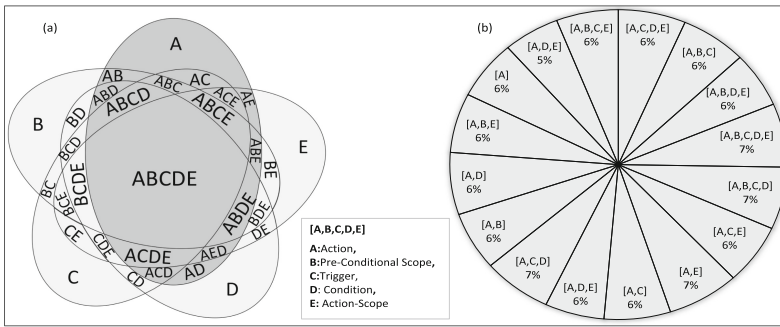 (a)
A
AB
AC
ABD
ABC
ACE
AE
ABCD
ABCE
B
BD
E
BCD
ABE
BE
ABCDE
BC
BCE
BCDE
ABDE
BDE
DE
CE
CDE
ACDE
AED
ACD
AD
C
CD
D
[A,B,C,D,E]
A:Action,
B:Pre-Conditional Scope,
C:Trigger,
D: Condition,
E: Action-Scope
(b)
[A,B,C,E]
6%
[A,C,D,E]
6%
[A,D,E]
5%
[A,B,C]
6%
[A]
6%
[A,B,D,E]
6%
[A,B,E]
6%
[A,B,C,D,E]
7%
[A,D]
6%
[A,B,C,D]
7%
[A,B]
6%
[A,C,E]
6%
[A,C,D]
7%
[A,E]
7%
[A,D,E]
6%
[A,C]
6%